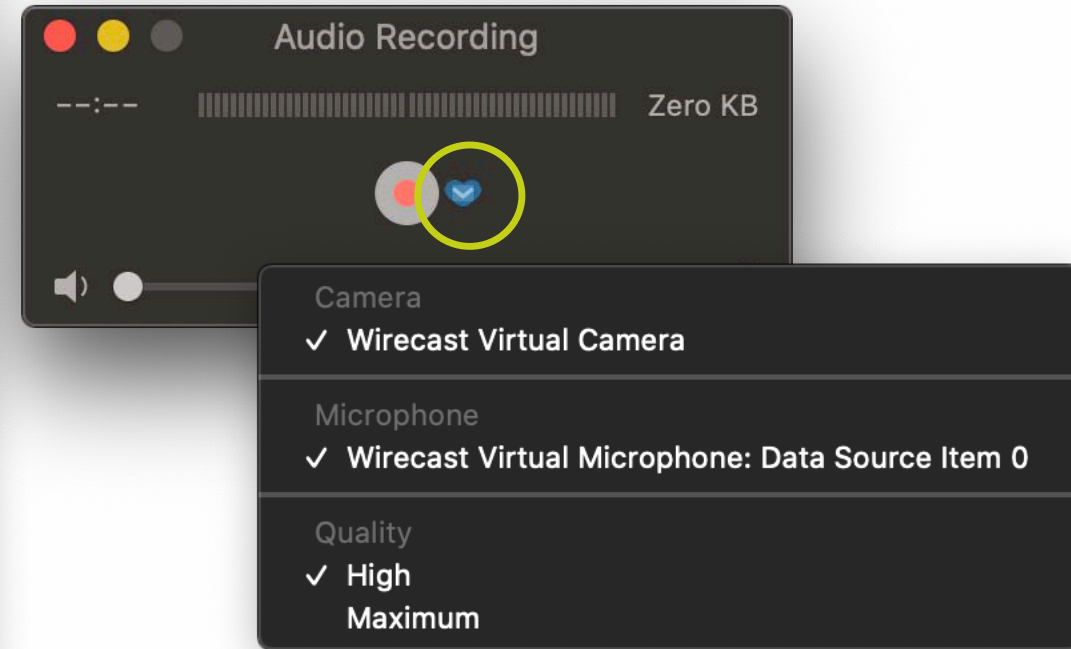 Audio Recording
--:--
Zero KB
Camera
✓ Wirecast Virtual Camera
Microphone
✓ Wirecast Virtual Microphone: Data Source Item 0
Quality
✓ High
Maximum